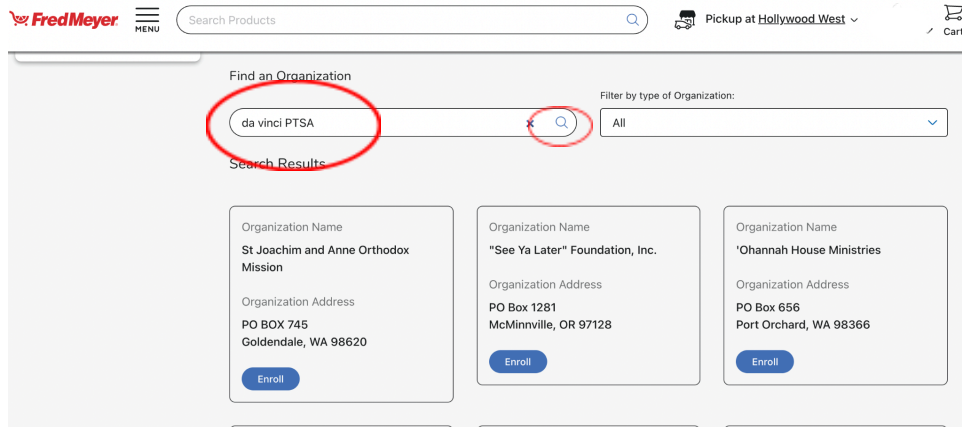 Fred Meyer
MENU
Search Products
Pickup at Hollywood West
Cart
Find an Organization
Filter by type of Organization:
da vinci PTSA
x
All
Search Results
Organization Name
St Joachim and Anne Orthodox
Mission
Organization Address
PO BOX 745
Goldendale, WA 98620
Enroll
Organization Name
"See Ya Later" Foundation, Inc.
Organization Address
PO Box 1281
McMinnville, OR 97128
Enroll
Organization Name
'Ohannah House Ministries
Organization Address
PO Box 656
Port Orchard, WA 98366
Enroll